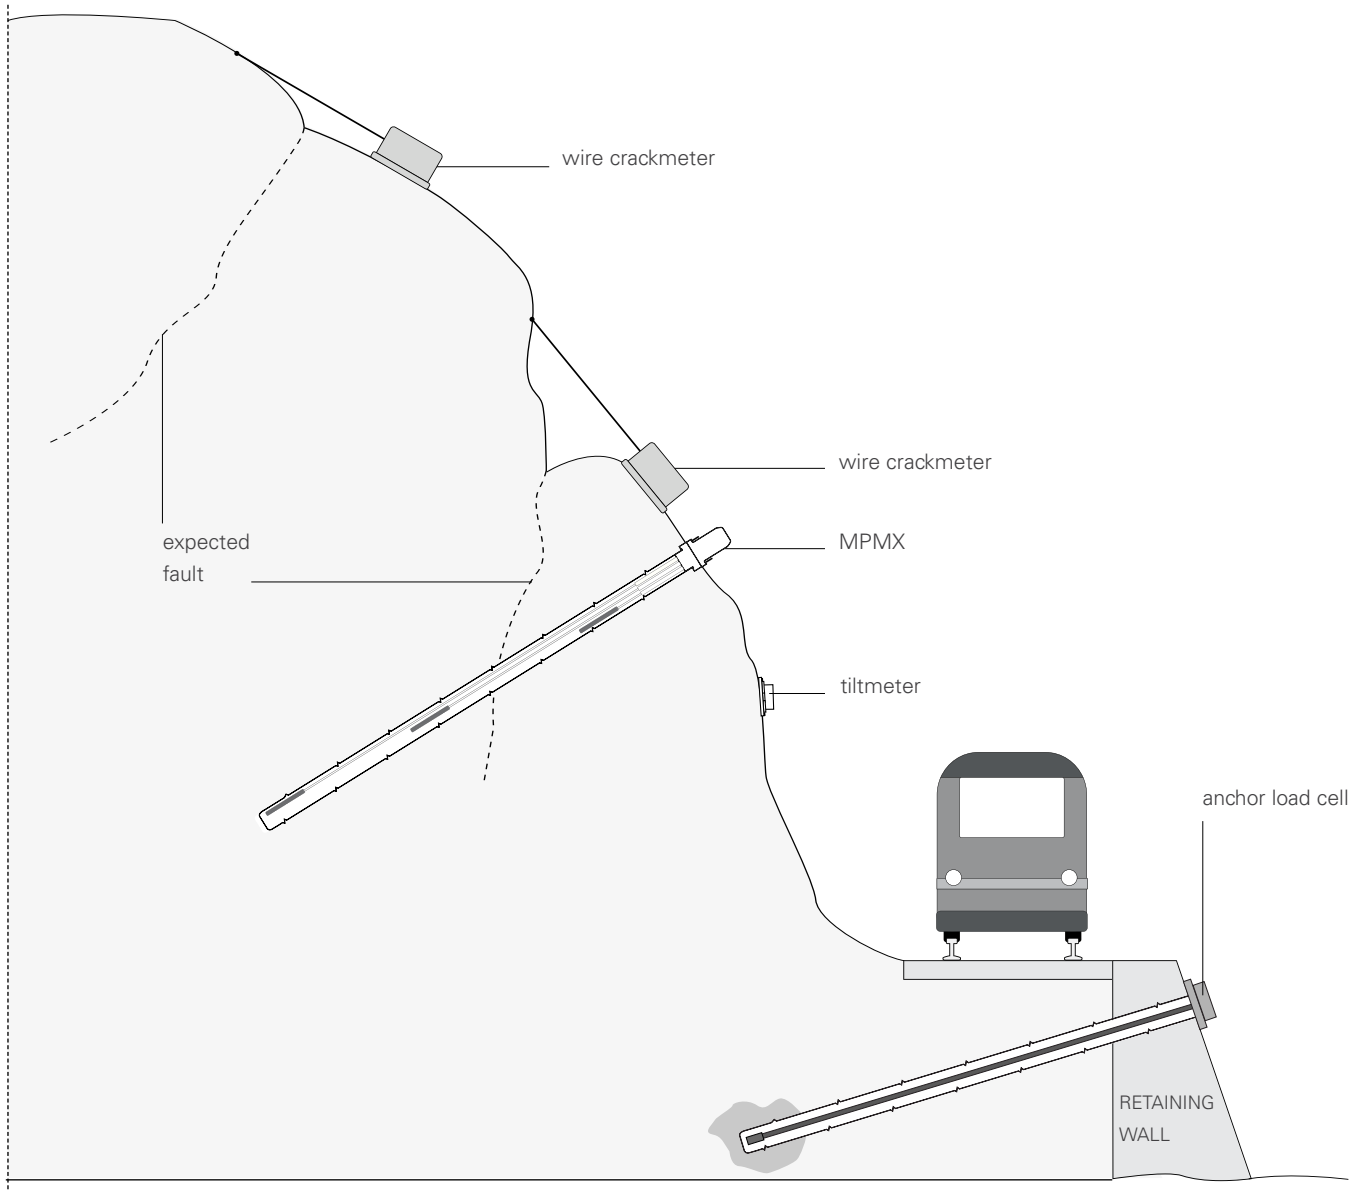 wire crackmeter
wire crackmeter
expected
fault
MPMX
tiltmeter
anchor load cell
RETAINING
WALL